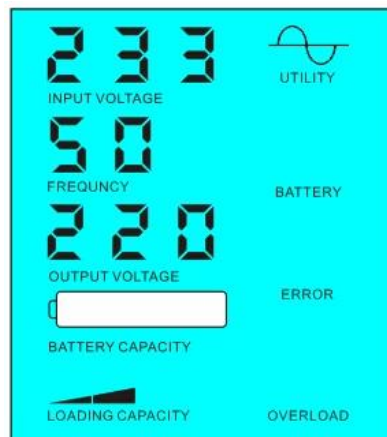 233
INPUT VOLTAGE
UTILITY
50
FREQUNCY
BATTERY
220
OUTPUT VOLTAGE
ERROR
BATTERY CAPACITY
LOADING CAPACITY
OVERLOAD